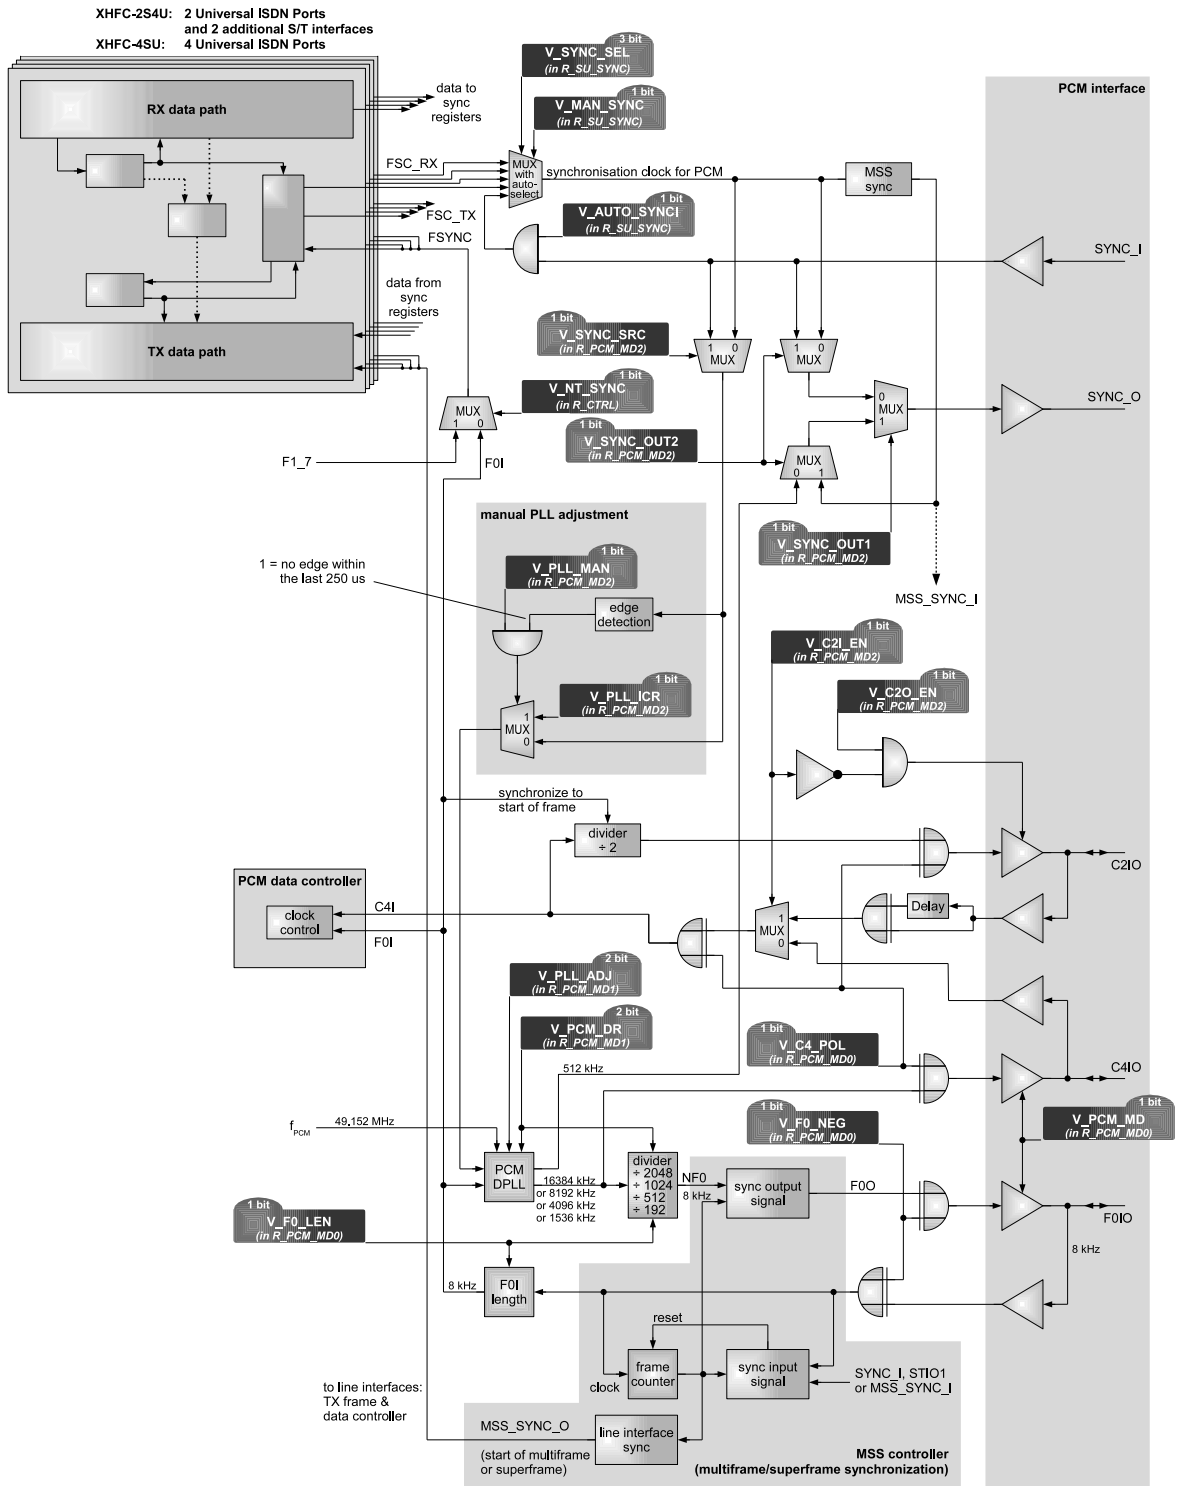 XHFC-2S4U: 2 Universal ISDN Ports
and 2 additional S/T interfaces
XHFC-4SU: 4 Universal ISDN Ports
3 bit
V_SYNC_SEL
(in R_SU_SYNC)
PCM interface
data to
sync
registers
RX data path
1 bit
V_MAN_SYNC
(in R_SU_SYNC)
FSC_RX
MUX
with
auto-
select
synchronisation clock for PCM
MSS
sync
1 bit
V_AUTO_SYNCI
(in R_SU_SYNC)
FSC_TX
FSYNC
SYNC_I
data from
sync
registers
TX data path
1 bit
V_SYNC_SRC
(in R_PCM_MD2)
1 0
MUX
1 0
MUX
1 bit
V_NT_SYNC
(in R_CTRL)
0
MUX
1
SYNC_O
MUX
1 0
1 bit
V_SYNC_OUT2
(in R_PCM_MD2)
MUX
0 1
F1_7
F0I
manual PLL adjustment
1 bit
V_SYNC_OUT1
(in R_PCM_MD2)
1 = no edge within
the last 250 us
1 bit
V_PLL_MAN
(in R_PCM_MD2)
MSS_SYNC_I
edge
detection
1 bit
V_C2I_EN
(in R_PCM_MD2)
1 bit
V_C2O_EN
(in R_PCM_MD2)
1 bit
V_PLL_ICR
(in R_PCM_MD2)
1
MUX
0
synchronize to
start of frame
divider
÷ 2
C2IO
PCM data controller
clock
control
C4I
F0I
Delay
1
MUX
0
2 bit
V_PLL_ADJ
(in R_PCM_MD1)
2 bit
V_PCM_DR
(in R_PCM_MD1)
1 bit
V_C4_POL
(in R_PCM_MD0)
512 kHz
C4IO
1 bit
V_F0_NEG
(in R_PCM_MD0)
1 bit
V_PCM_MD
(in R_PCM_MD0)
fPCM
49.152 MHz
PCM
DPLL
16384 kHz
or 8192 kHz
or 4096 kHz
or 1536 kHz
divider
÷ 2048
÷ 1024
÷ 512
÷ 192
NF0
8 kHz
sync output
signal
F0O
F0IO
1 bit
V_F0_LEN
(in R_PCM_MD0)
8 kHz
8 kHz
F0I
length
reset
frame
counter
clock
sync input
signal
SYNC_I, STIO1
or MSS_SYNC_I
to line interfaces:
TX frame &
data controller
MSS_SYNC_O
(start of multiframe
or superframe)
line interface
sync
MSS controller
(multiframe/superframe synchronization)